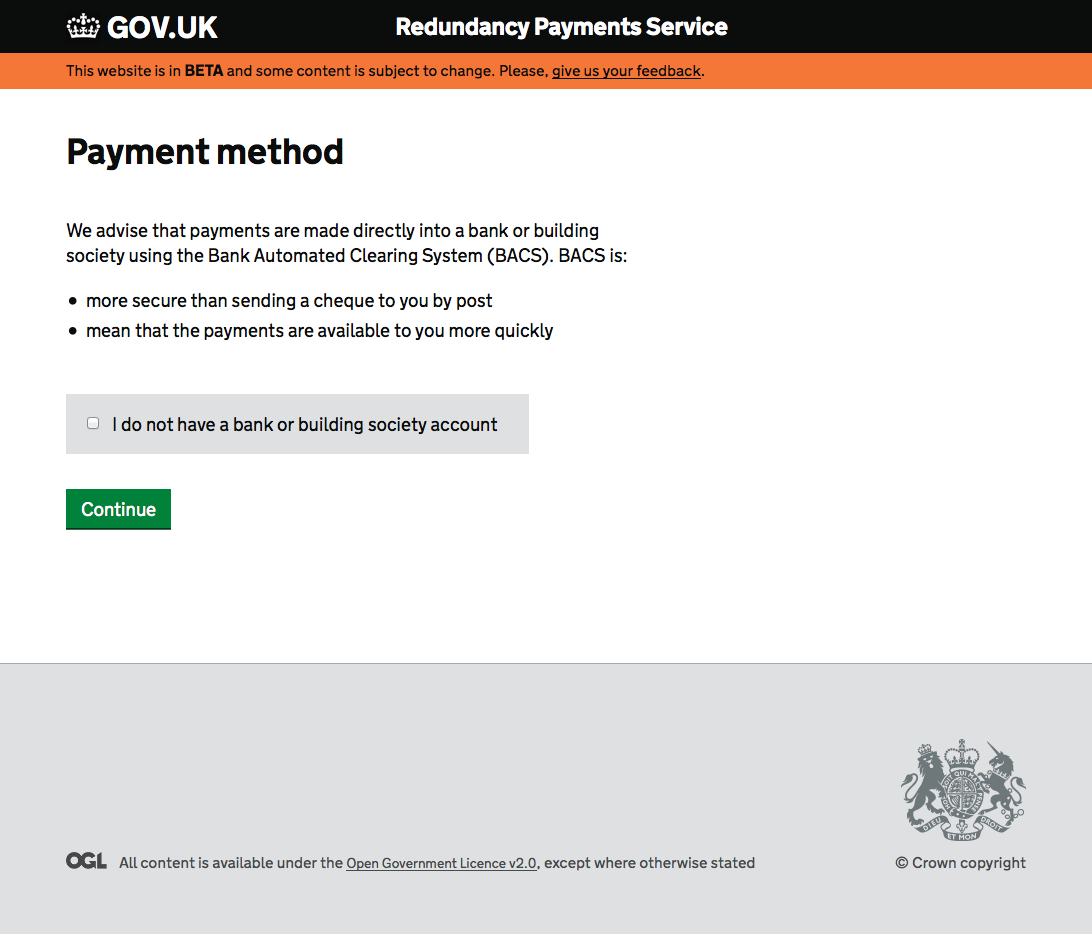 GOV.UK
Redundancy Payments Service
This website is in BETA and some content is subject to change. Please, give us your feedback.
Payment method
We advise that payments are made directly into a bank or building
society using the Bank Automated Clearing System (BACS). BACS is:
• more secure than sending a cheque to you by post
• mean that the payments are available to you more quickly
I do not have a bank or building society account
Continue
DIEU ET MON DROIT
OGL All content is available under the Open Government Licence v2.0, except where otherwise stated
© Crown copyright